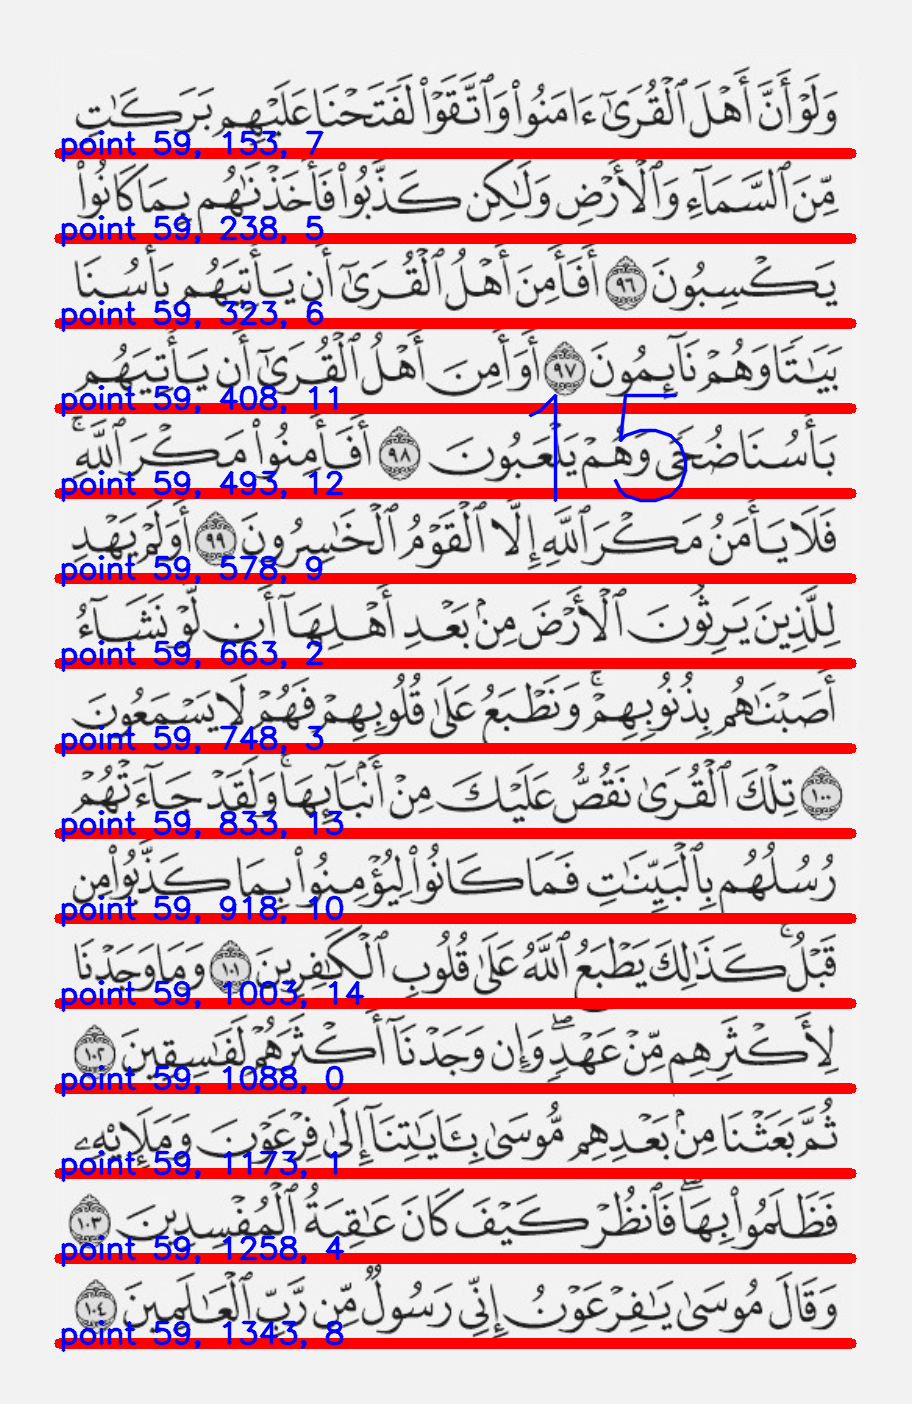 وَلَوْ أَنَّ أَهْلَ ٱلْقُرَىٰٓ ءَامَنُوا۟ وَٱتَّقَوْا۟ لَفَتَحْنَا عَلَيْهِم بَرَكَٰتٍ
point 59, 153, 7
مِّنَ ٱلسَّمَآءِ وَٱلْأَرْضِ وَلَٰكِن كَذَّبُوا۟ فَأَخَذْنَٰهُم بِمَا كَانُوا۟
point 59, 238, 5
يَكْسِبُونَ ٩٦ أَفَأَمِنَ أَهْلُ ٱلْقُرَىٰٓ أَن يَأْتِيَهُم بَأْسُنَا
point 59, 323, 6
بَيَٰتًا وَهُمْ نَآئِمُونَ ٩٧ أَوَأَمِنَ أَهْلُ ٱلْقُرَىٰٓ أَن يَأْتِيَهُم
point 59, 408, 11
15
بَأْسُنَا ضُحًى وَهُمْ يَلْعَبُونَ ٩٨ أَفَأَمِنُوا۟ مَكْرَ ٱللَّهِ ۚ
point 59, 493, 12
فَلَا يَأْمَنُ مَكْرَ ٱللَّهِ إِلَّا ٱلْقَوْمُ ٱلْخَٰسِرُونَ ٩٩ أَوَلَمْ يَهْدِ
point 59, 578, 9
لِلَّذِينَ يَرِثُونَ ٱلْأَرْضَ مِنۢ بَعْدِ أَهْلِهَآ أَن لَّوْ نَشَآءُ
point 59, 663, 2
أَصَبْنَٰهُم بِذُنُوبِهِمْ ۚ وَنَطْبَعُ عَلَىٰ قُلُوبِهِمْ فَهُمْ لَا يَسْمَعُونَ
point 59, 748, 3
١٠٠ تِلْكَ ٱلْقُرَىٰ نَقُصُّ عَلَيْكَ مِنْ أَنۢبَآئِهَا ۚ وَلَقَدْ جَآءَتْهُمْ
point 59, 833, 13
رُسُلُهُم بِٱلْبَيِّنَٰتِ فَمَا كَانُوا۟ لِيُؤْمِنُوا۟ بِمَا كَذَّبُوا۟ مِن
point 59, 918, 10
قَبْلُ ۚ كَذَٰلِكَ يَطْبَعُ ٱللَّهُ عَلَىٰ قُلُوبِ ٱلْكَٰفِرِينَ ١٠١ وَمَا وَجَدْنَا
point 59, 1003, 14
لِأَكْثَرِهِم مِّنْ عَهْدٍ ۖ وَإِن وَجَدْنَآ أَكْثَرَهُمْ لَفَٰسِقِينَ ١٠٢
point 59, 1088, 0
ثُمَّ بَعَثْنَا مِنۢ بَعْدِهِم مُّوسَىٰ بِـَٔايَٰتِنَآ إِلَىٰ فِرْعَوْنَ وَمَلَإِي۟هِۦ
point 59, 1173, 1
فَظَلَمُوا۟ بِهَا ۖ فَٱنظُرْ كَيْفَ كَانَ عَٰقِبَةُ ٱلْمُفْسِدِينَ ١٠٣
point 59, 1258, 4
وَقَالَ مُوسَىٰ يَٰفِرْعَوْنُ إِنِّى رَسُولٌ مِّن رَّبِّ ٱلْعَٰلَمِينَ ١٠٤
point 59, 1343, 8